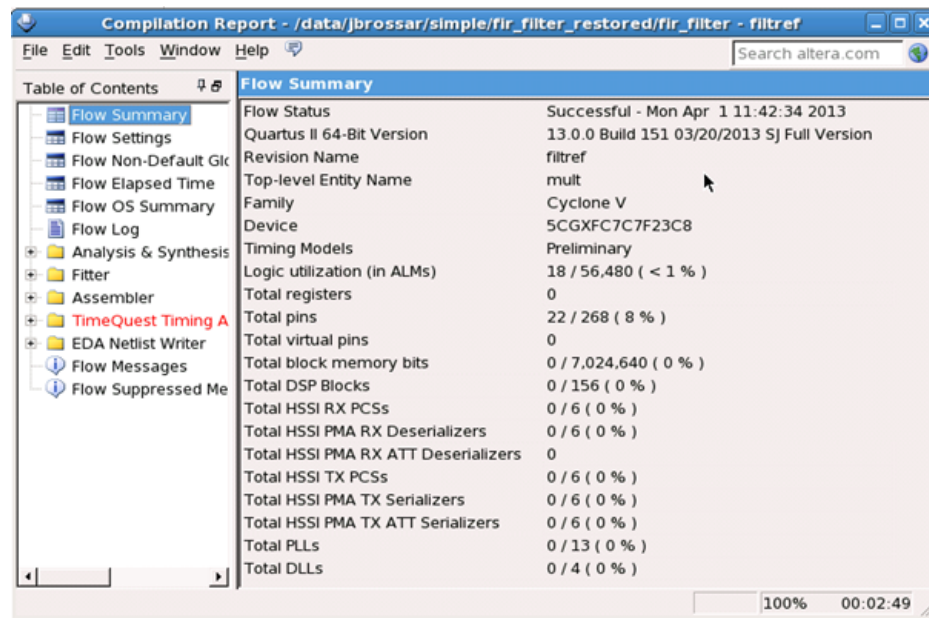 Compilation Report - /data/jbrossar/simple/fir_filter_restored/fir_filter - filtref
File Edit Tools Window Help Search altera.com
Table of Contents
Flow Summary
Flow Settings
Flow Non-Default Glo
Flow Elapsed Time
Flow OS Summary
Flow Log
Analysis & Synthesis
Fitter
Assembler
TimeQuest Timing A
EDA Netlist Writer
Flow Messages
Flow Suppressed Me
Flow Summary
Flow Status Successful - Mon Apr 1 11:42:34 2013
Quartus II 64-Bit Version 13.0.0 Build 151 03/20/2013 SJ Full Version
Revision Name filtref
Top-level Entity Name mult
Family Cyclone V
Device 5CGXFC7C7F23C8
Timing Models Preliminary
Logic utilization (in ALMs) 18 / 56,480 ( < 1 % )
Total registers 0
Total pins 22 / 268 ( 8 % )
Total virtual pins 0
Total block memory bits 0 / 7,024,640 ( 0 % )
Total DSP Blocks 0 / 156 ( 0 % )
Total HSSI RX PCSs 0 / 6 ( 0 % )
Total HSSI PMA RX Deserializers 0 / 6 ( 0 % )
Total HSSI PMA RX ATT Deserializers 0
Total HSSI TX PCSs 0 / 6 ( 0 % )
Total HSSI PMA TX Serializers 0 / 6 ( 0 % )
Total HSSI PMA TX ATT Serializers 0 / 6 ( 0 % )
Total PLLs 0 / 13 ( 0 % )
Total DLLs 0 / 4 ( 0 % )
100% 00:02:49